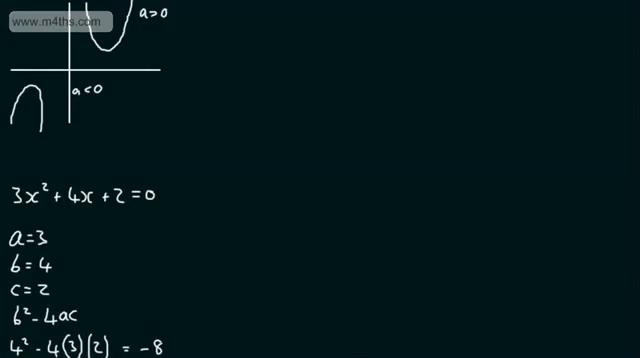 www.m4ths.com
a>0
a<0
3x² + 4x + 2 = 0
a = 3
b = 4
c = 2
b² - 4ac
4² - 4(3)(2) = -8